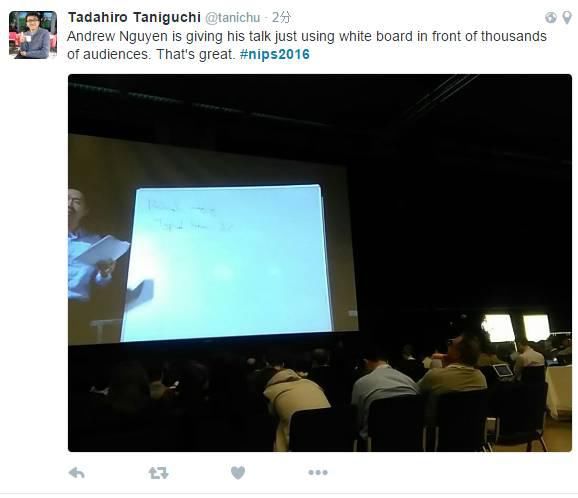 Tadahiro Taniguchi @tanichu · 2分
Andrew Nguyen is giving his talk just using white board in front of thousands
of audiences. That's great. #nips2016